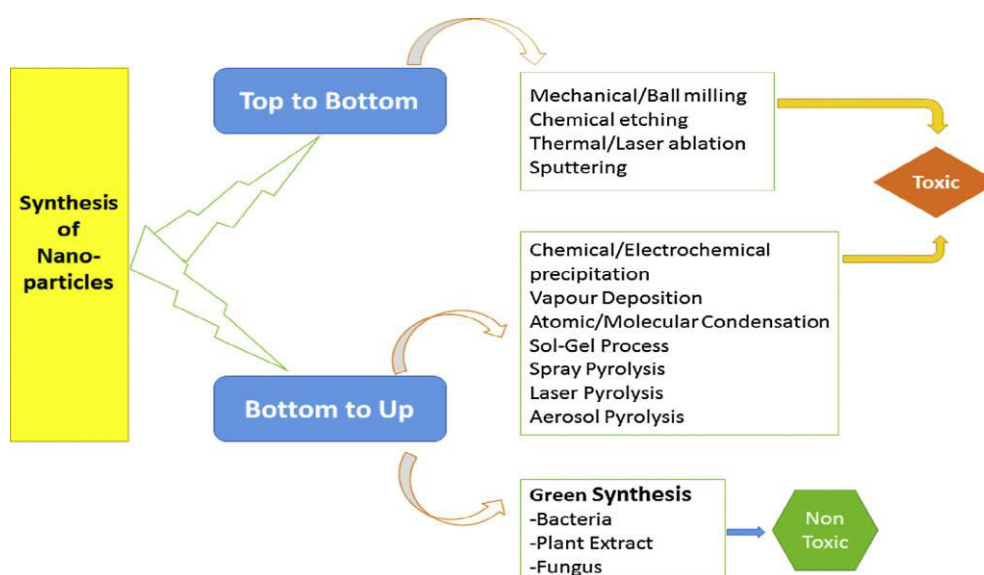 Synthesis
of
Nano-
particles
Top to Bottom
Mechanical/Ball milling
Chemical etching
Thermal/Laser ablation
Sputtering
Toxic
Chemical/Electrochemical
precipitation
Vapour Deposition
Atomic/Molecular Condensation
Sol-Gel Process
Spray Pyrolysis
Laser Pyrolysis
Aerosol Pyrolysis
Bottom to Up
Green Synthesis
-Bacteria
-Plant Extract
-Fungus
Non
Toxic